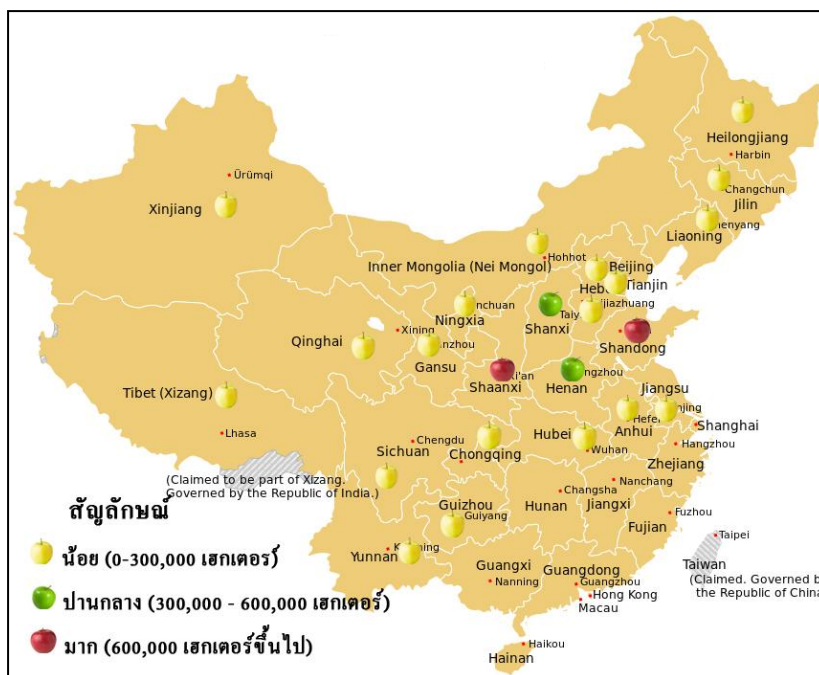 Heilongjiang
Harbin
Changchun
Jilin
Liaoning
Ürümqi
Xinjiang
Hohhot
Inner Mongolia (Nei Mongol)
Beijing
Tianjin
Ningxia
Shanxi
Xining
Qinghai
Gansu
Shandong
Shaanxi
Henan
Jiangsu
Tibet (Xizang)
Anhui
Shanghai
Lhasa
Chengdu
Hubei
Wuhan
Hangzhou
Sichuan
Chongqing
Zhejiang
(Claimed to be part of Xizang.
Governed by the Republic of India.)
Nanchang
Changsha
Hunan
Jiangxi
Guizhou
Guiyang
Fuzhou
Fujian
Taipei
Yunnan
Guangxi
Guangdong
Taiwan
Nanning
Guangzhou
Hong Kong
Macau
(Claimed. Governed b
the Republic of China
Haikou
Hainan
สัญลักษณ์
น้อย (0-300,000 เฮกเตอร์)
ปานกลาง (300,000 - 600,000 เฮกเตอร์)
มาก (600,000 เฮกเตอร์ขึ้นไป)